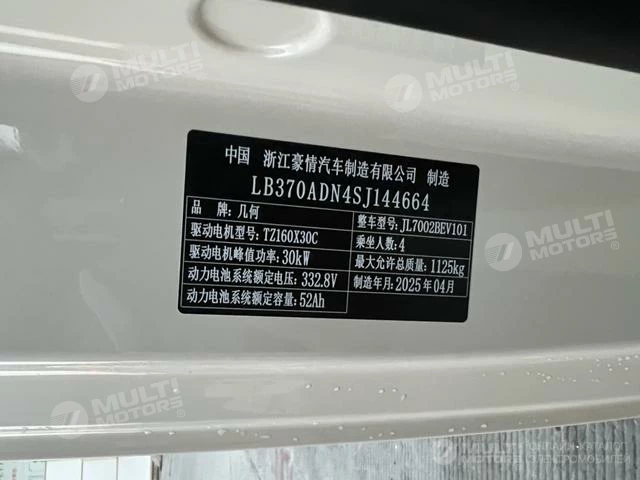 中国 浙江豪情汽车制造有限公司 制造
LB370ADN4SJ144664
品牌:几何
整车型号:JL7002BEV101
驱动电机型号:TZ160X30C
乘坐人数:4
驱动电机峰值功率:30kW
最大允许总质量:1125kg
动力电池系统额定电压:332.8V
制造年月:2025年04月
动力电池系统额定容量:52Ah
MULTI
MOTORS
MULTI
MOTORS
MULTI
MOTORS
MULTI
MOTORS